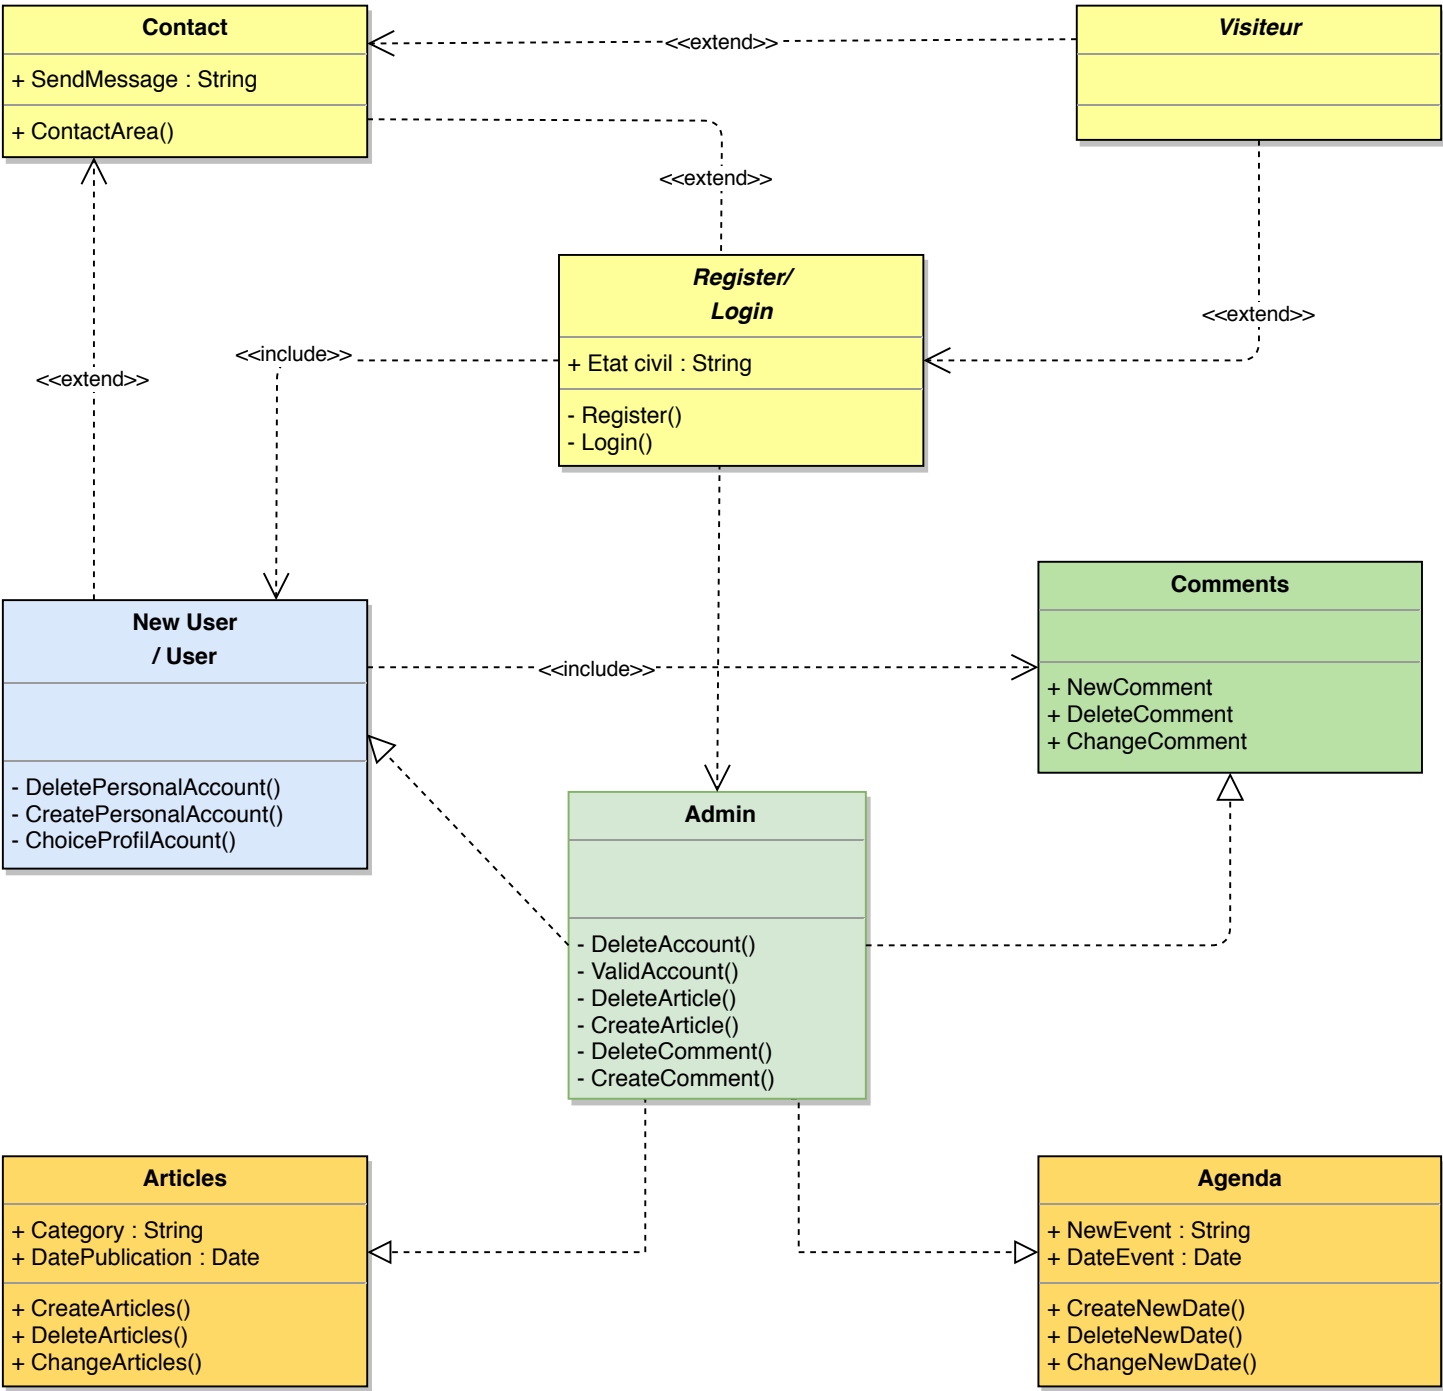 Contact
+ SendMessage : String
+ ContactArea()
<<extend>>
Visiteur
<<extend>>
<<extend>>
Register/
Login
+ Etat civil : String
- Register()
- Login()
<<include>>
<<extend>>
New User
/ User
- DeletePersonalAccount()
- CreatePersonalAccount()
- ChoiceProfilAcount()
<<include>>
Comments
+ NewComment
+ DeleteComment
+ ChangeComment
Admin
- DeleteAccount()
- ValidAccount()
- DeleteArticle()
- CreateArticle()
- DeleteComment()
- CreateComment()
Articles
+ Category : String
+ DatePublication : Date
+ CreateArticles()
+ DeleteArticles()
+ ChangeArticles()
Agenda
+ NewEvent : String
+ DateEvent : Date
+ CreateNewDate()
+ DeleteNewDate()
+ ChangeNewDate()